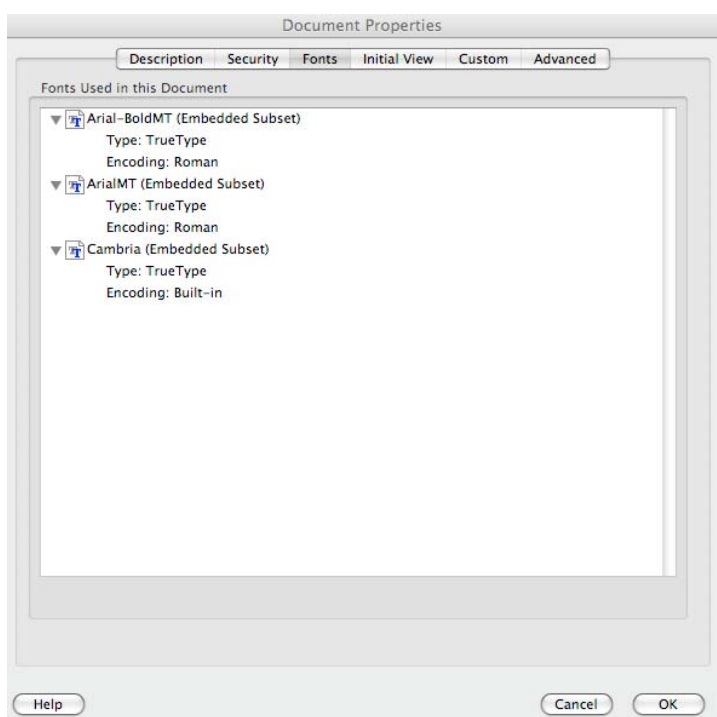 Document Properties
Description Security Fonts Initial View Custom Advanced
Fonts Used in this Document
Arial-BoldMT (Embedded Subset)
Type: TrueType
Encoding: Roman
ArialMT (Embedded Subset)
Type: TrueType
Encoding: Roman
Cambria (Embedded Subset)
Type: TrueType
Encoding: Built-in
Help Cancel OK